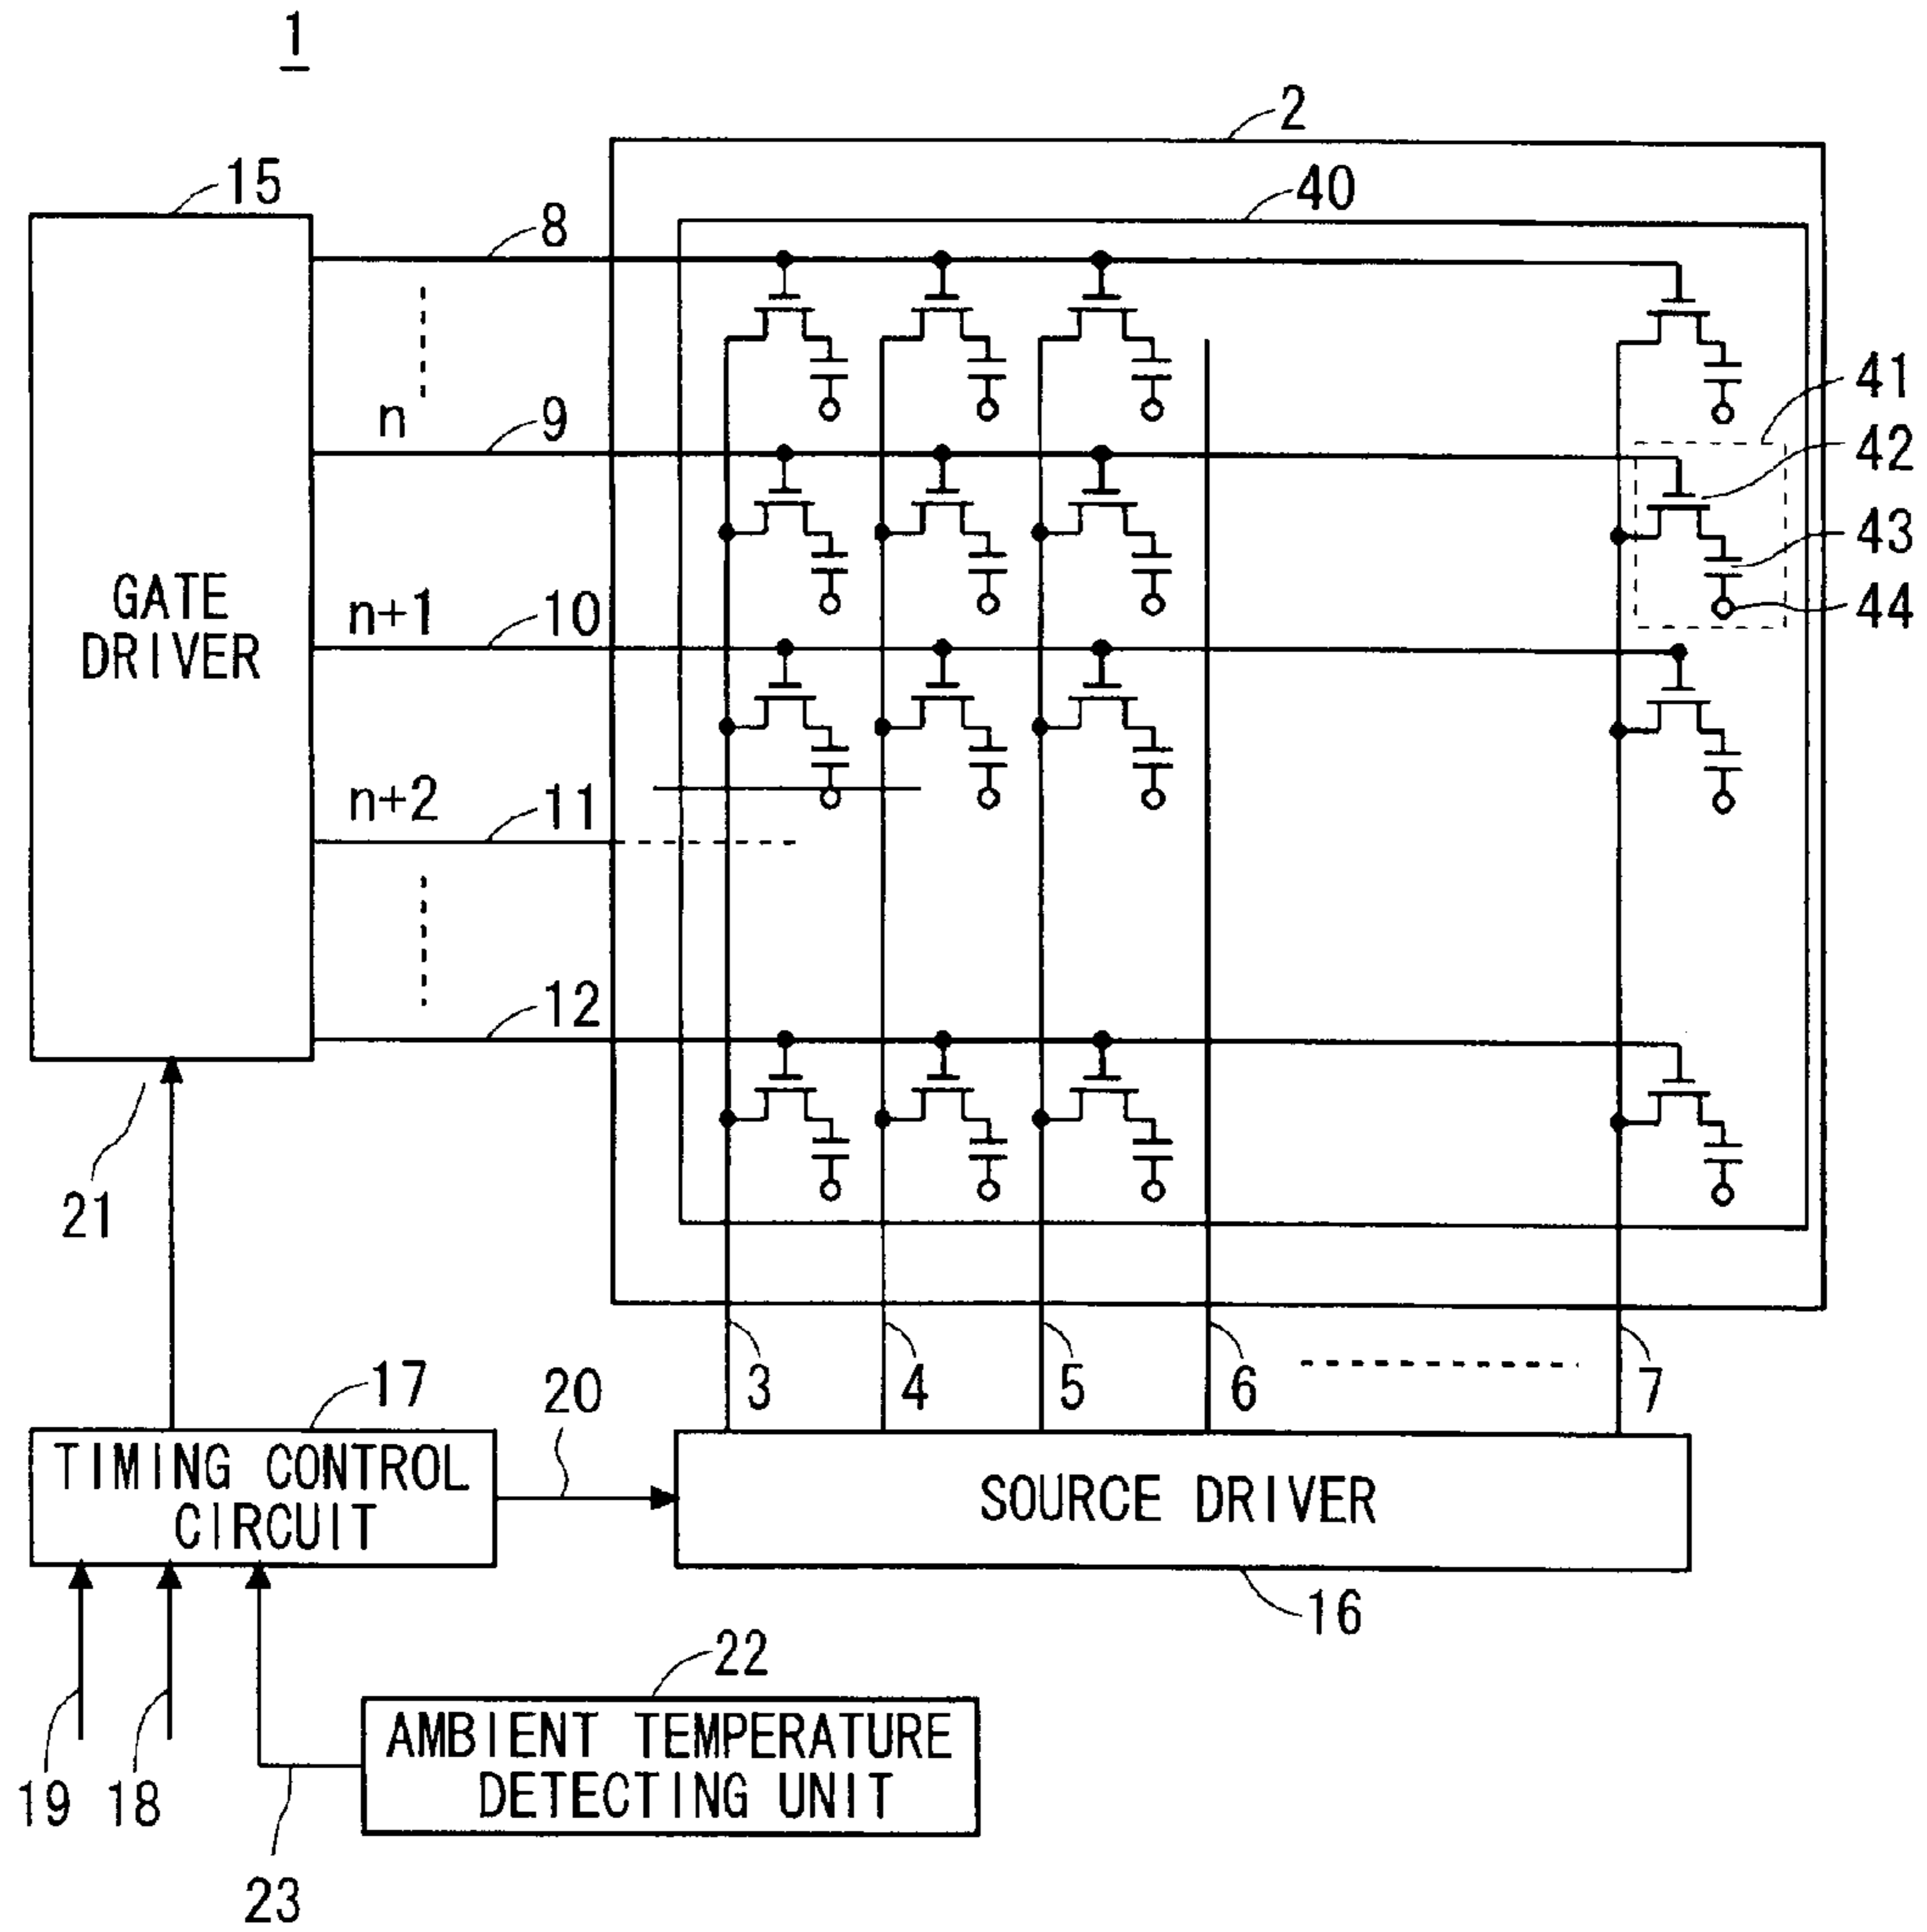 1
2
40
15
8
n
9
41
42
43
44
GATE
DRIVER
n+1
10
n+2
11
12
21
3
4
5
6
7
17
20
TIMING CONTROL
CIRCUIT
SOURCE DRIVER
16
22
AMBIENT TEMPERATURE
DETECTING UNIT
19
18
23